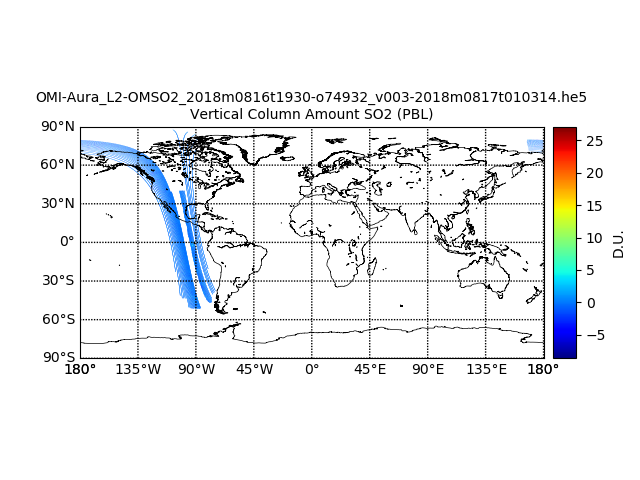 OMI-Aura_L2-OMSO2_2018m0816t1930-o74932_v003-2018m0817t010314.he5
Vertical Column Amount SO2 (PBL)
90°N
60°N
30°N
0°
30°S
60°S
90°S
180° 135°W 90°W 45°W 0° 45°E 90°E 135°E 180°
25
20
15
10
5
0
−5
D.U.